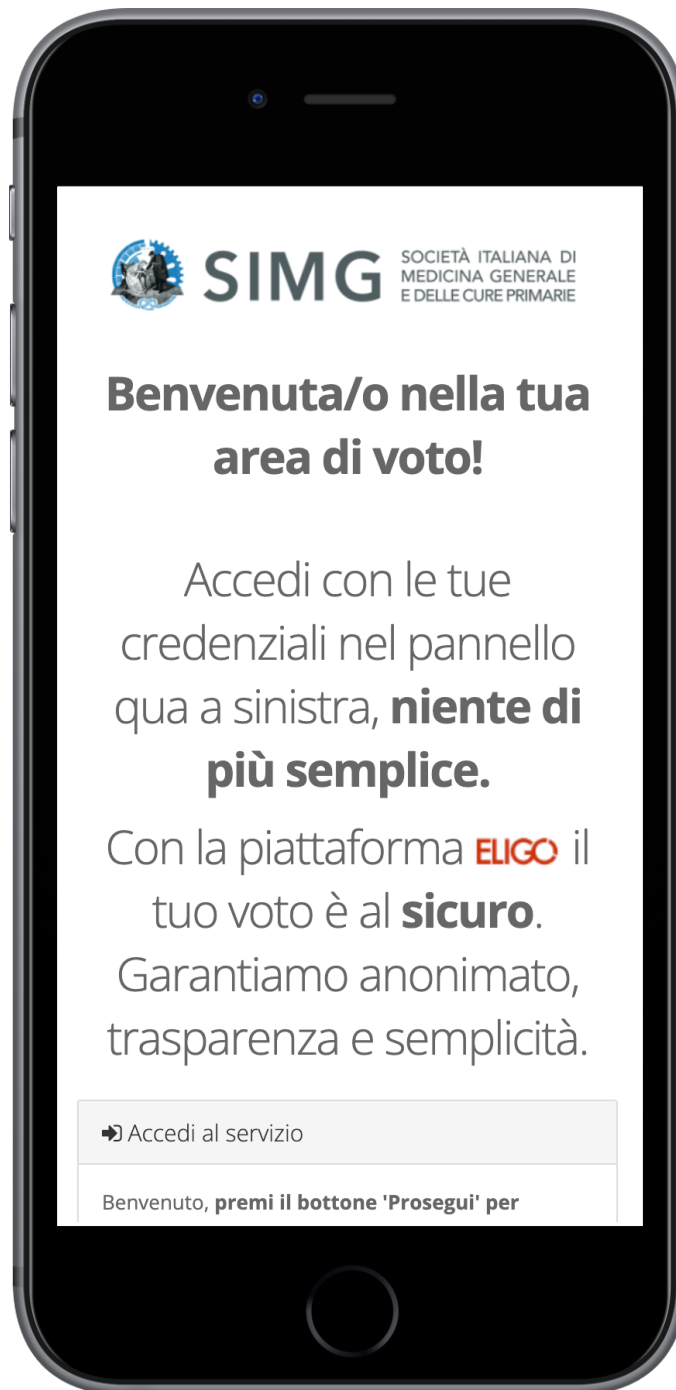 SIMG
SOCIETÀ ITALIANA DI
MEDICINA GENERALE
E DELLE CURE PRIMARIE
Benvenuta/o nella tua
area di voto!
Accedi con le tue
credenziali nel pannello
qua a sinistra, niente di
più semplice.
Con la piattaforma ELIGO il
tuo voto è al sicuro.
Garantiamo anonimato,
trasparenza e semplicità.
Accedi al servizio
Benvenuto, premi il bottone 'Prosegui' per